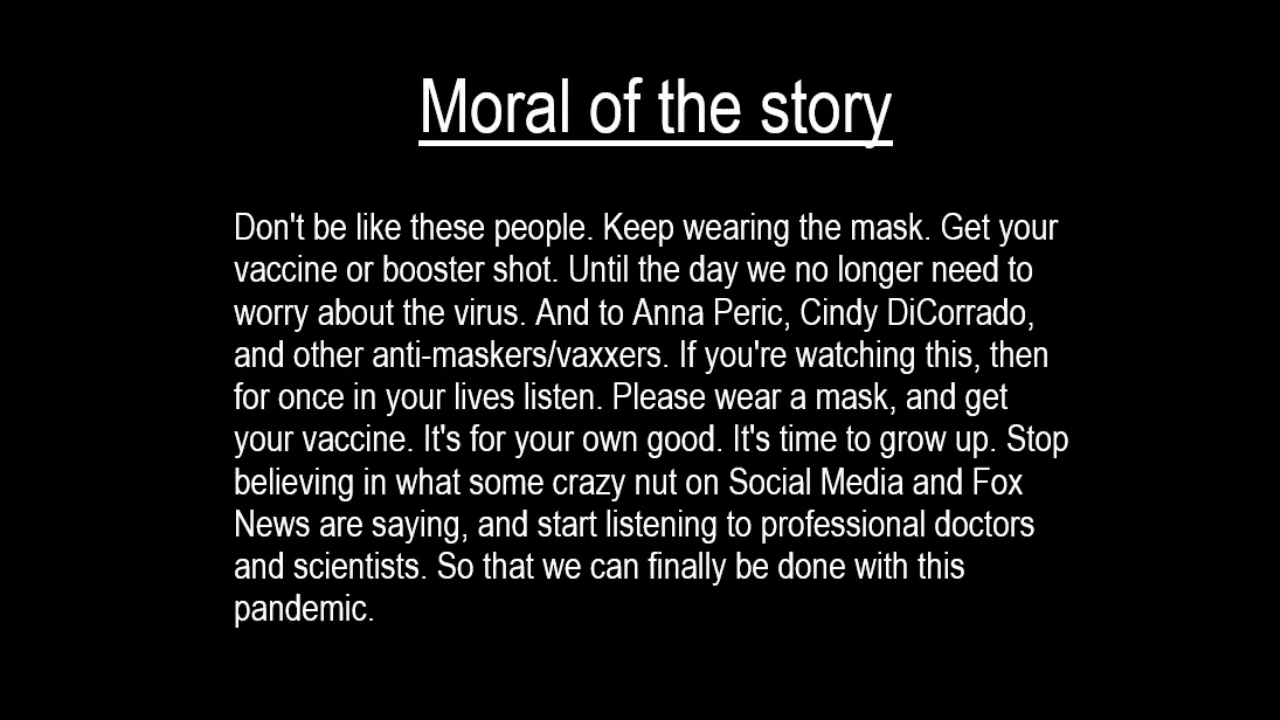 Moral of the story
Don't be like these people. Keep wearing the mask. Get your
vaccine or booster shot. Until the day we no longer need to
worry about the virus. And to Anna Peric, Cindy DiCorrado,
and other anti-maskers/vaxxers. If you're watching this, then
for once in your lives listen. Please wear a mask, and get
your vaccine. It's for your own good. It's time to grow up. Stop
believing in what some crazy nut on Social Media and Fox
News are saying, and start listening to professional doctors
and scientists. So that we can finally be done with this
pandemic.